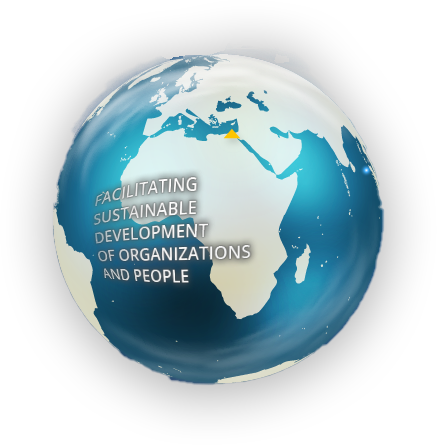 FACILITATING
SUSTAINABLE
DEVELOPMENT
OF ORGANIZATIONS
AND PEOPLE